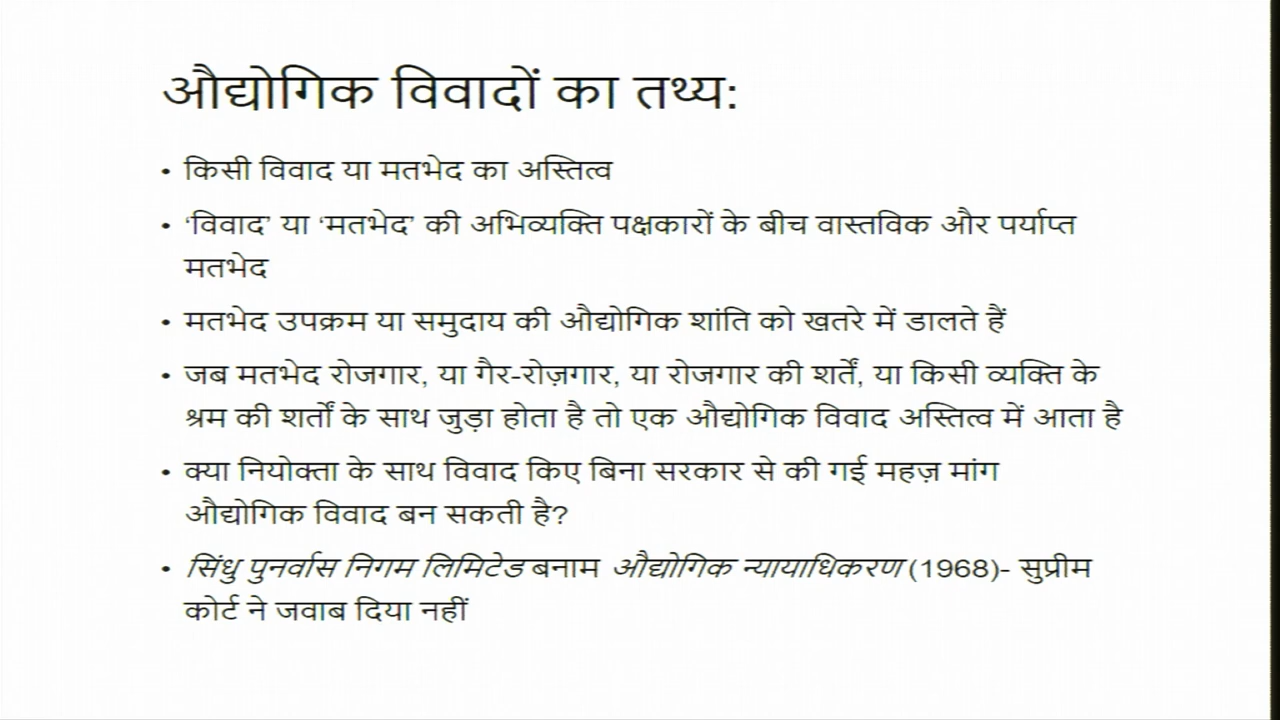 औद्योगिक विवादों का तथ्य:
• किसी विवाद या मतभेद का अस्तित्व
• ‘विवाद’ या ‘मतभेद’ की अभिव्यक्ति पक्षकारों के बीच वास्तविक और पर्याप्त
मतभेद
• मतभेद उपक्रम या समुदाय की औद्योगिक शांति को खतरे में डालते हैं
• जब मतभेद रोजगार, या गैर-रोज़गार, या रोजगार की शर्तें, या किसी व्यक्ति के
श्रम की शर्तों के साथ जुड़ा होता है तो एक औद्योगिक विवाद अस्तित्व में आता है
• क्या नियोक्ता के साथ विवाद किए बिना सरकार से की गई महज़ मांग
औद्योगिक विवाद बन सकती है?
• सिंधु पुनर्वास निगम लिमिटेड बनाम औद्योगिक न्यायाधिकरण (1968)- सुप्रीम
कोर्ट ने जवाब दिया नहीं